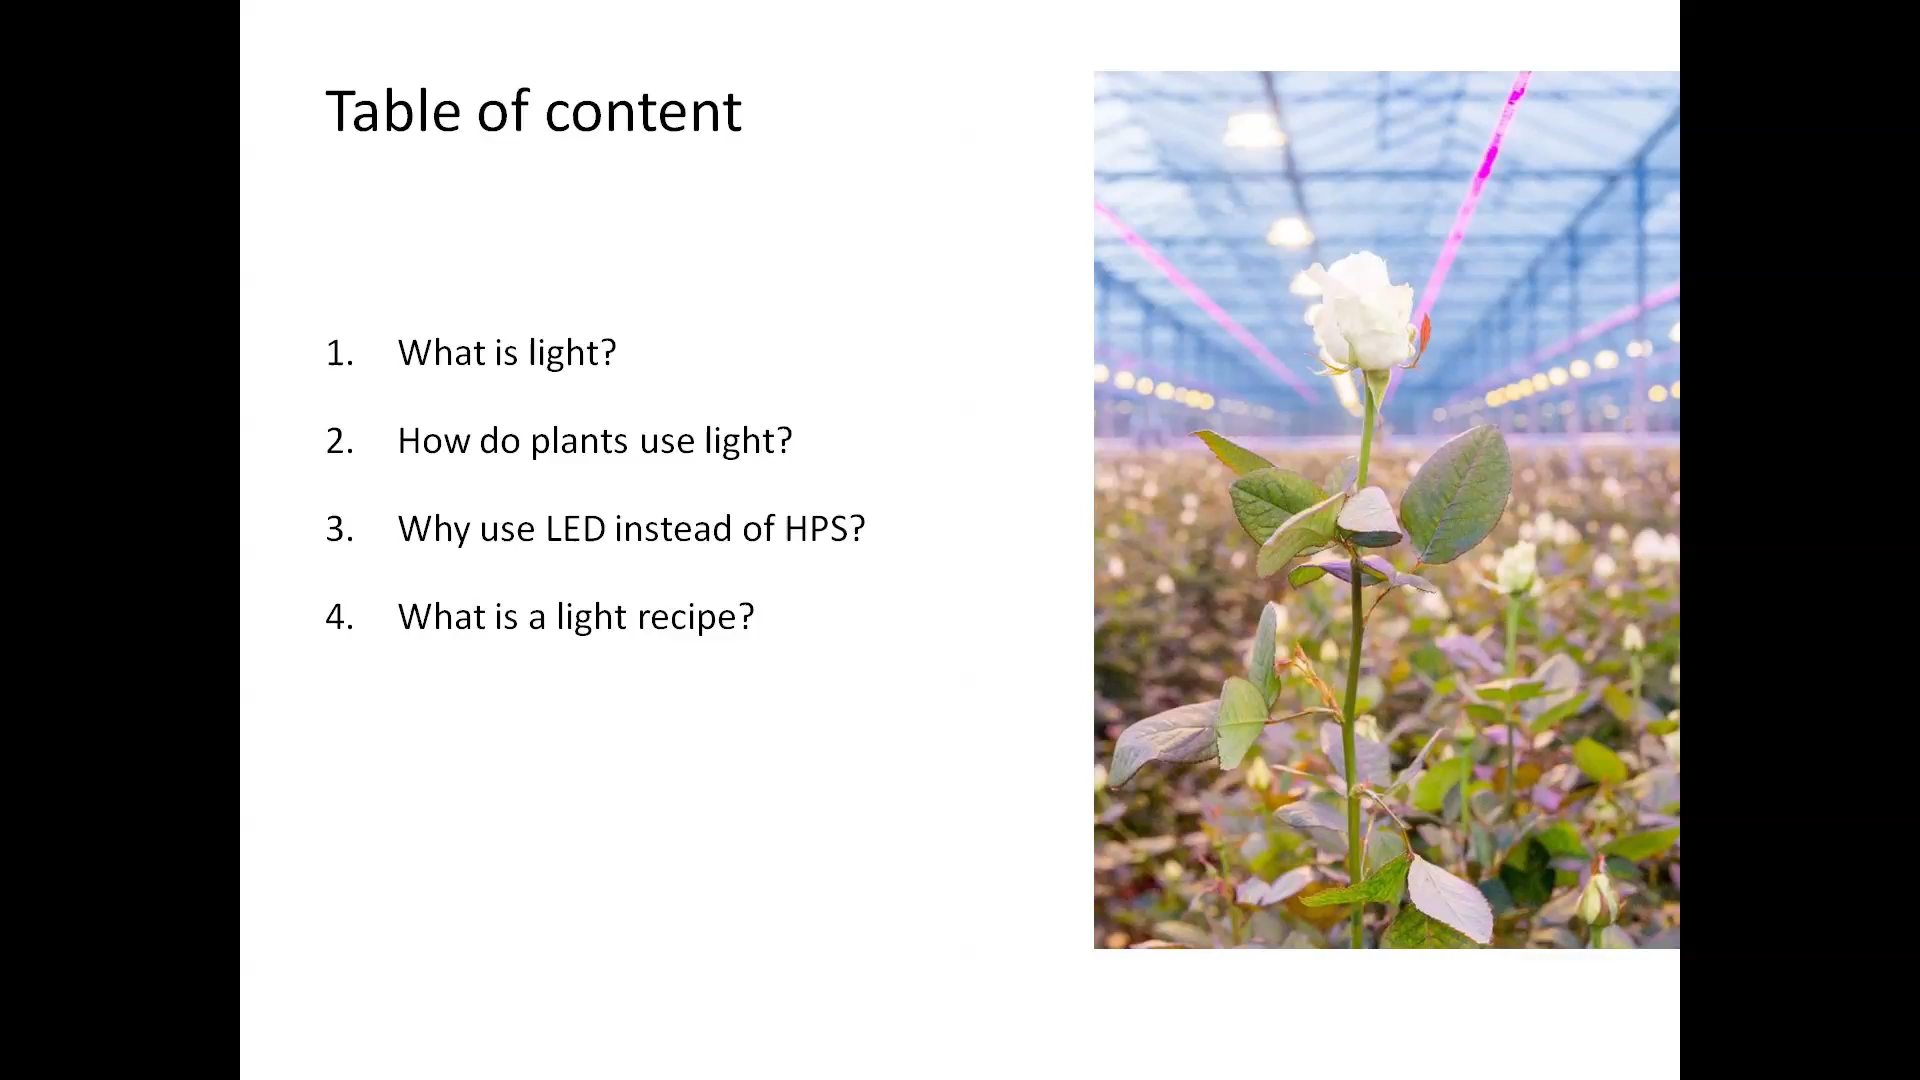 Table of content
1. What is light?
2. How do plants use light?
3. Why use LED instead of HPS?
4. What is a light recipe?